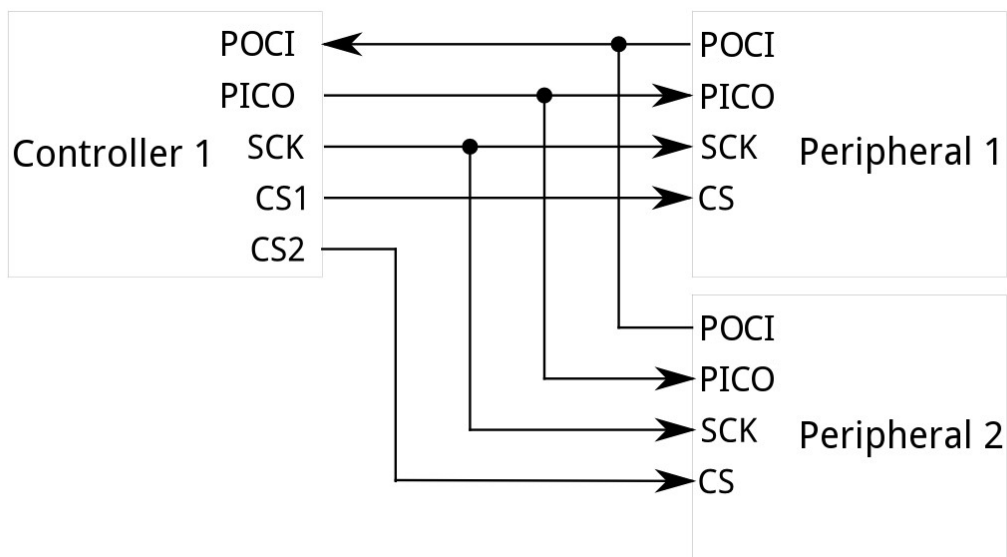 POCI
PICO
SCK
CS1
CS2
Controller 1
POCI
PICO
SCK
CS
Peripheral 1
POCI
PICO
SCK
CS
Peripheral 2